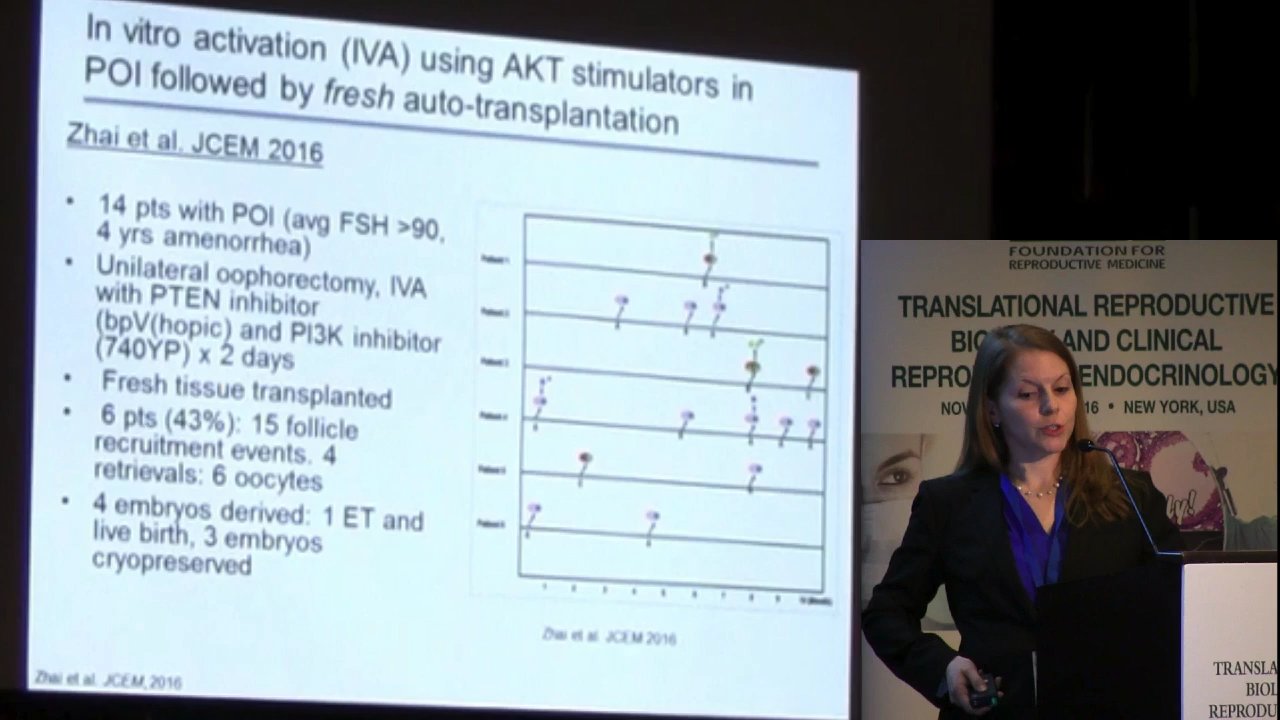 In vitro activation (IVA) using AKT stimulators in
POI followed by fresh auto-transplantation
Zhai et al. JCEM 2016
• 14 pts with POI (avg FSH >90,
4 yrs amenorrhea)
• Unilateral oophorectomy, IVA
with PTEN inhibitor
(bpV(hopic) and PI3K inhibitor
(740YP) x 2 days
• Fresh tissue transplanted
• 6 pts (43%): 15 follicle
recruitment events. 4
retrievals: 6 oocytes
• 4 embryos derived: 1 ET and
live birth, 3 embryos
cryopreserved
Zhai et al. JCEM 2016
Zhai et al. JCEM, 2016
FOUNDATION FOR
REPRODUCTIVE MEDICINE
TRANSLATIONAL REPRODUCTIVE
BIO AND CLINICAL
REPRO ENDOCRINOLOGY
NOV 16 • NEW YORK, USA
TRANSLA
BIOL
REPRODU